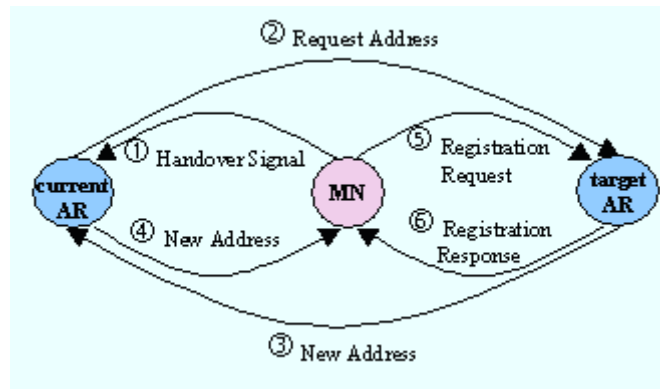 ② Request Address
① Handover Signal
⑤ Registration
Request
current
AR
MN
target
AR
④ New Address
⑥ Registration
Response
③ New Address